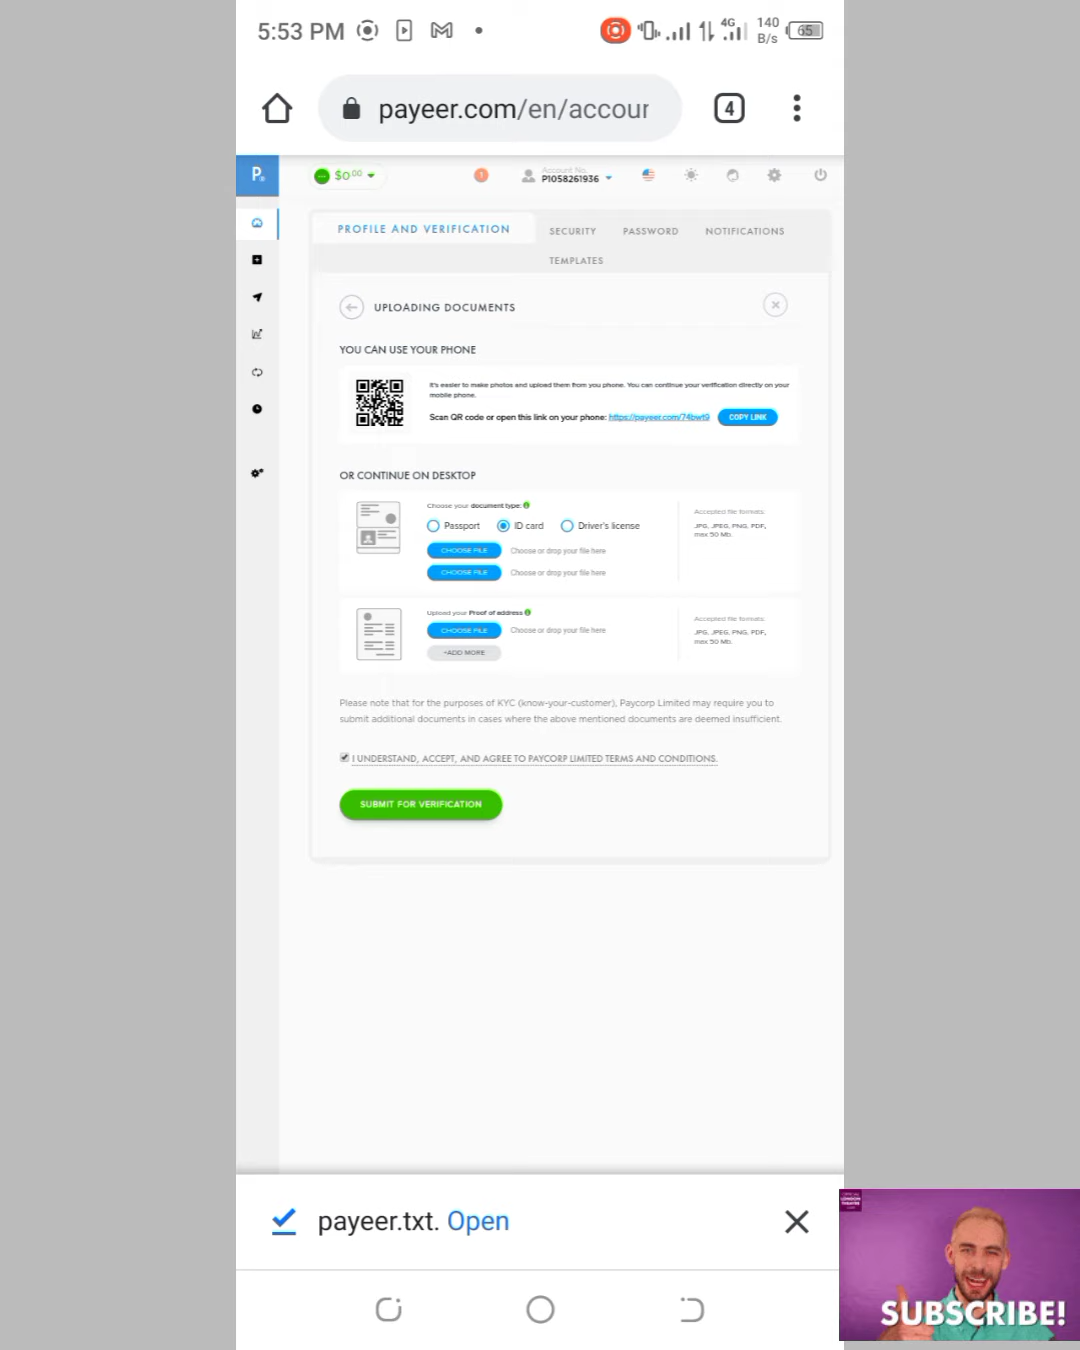 5:53 PM
4G
140
B/s
65
payeer.com/en/accour
4
P
$0.00
Account No.
P1058261936
PROFILE AND VERIFICATION
SECURITY
PASSWORD
NOTIFICATIONS
TEMPLATES
UPLOADING DOCUMENTS
YOU CAN USE YOUR PHONE
It's easier to make photos and upload them from you phone. You can continue your verification directly on your
mobile phone.
Scan QR code or open this link on your phone: https://payeer.com/74bwt9
COPY LINK
OR CONTINUE ON DESKTOP
Choose your document type:
Passport
ID card
Driver's license
CHOOSE FILE
Choose or drop your file here
CHOOSE FILE
Choose or drop your file here
Accepted file formats:
JPG, JPEG, PNG, PDF,
max 50 Mb.
Upload your Proof of address
CHOOSE FILE
Choose or drop your file here
+ADD MORE
Accepted file formats:
JPG, JPEG, PNG, PDF,
max 50 Mb.
Please note that for the purposes of KYC (know-your-customer), Paycorp Limited may require you to
submit additional documents in cases where the above mentioned documents are deemed insufficient.
I UNDERSTAND, ACCEPT, AND AGREE TO PAYCORP LIMITED TERMS AND CONDITIONS.
SUBMIT FOR VERIFICATION
payeer.txt. Open
LONDON
THEATRE
SUBSCRIBE!